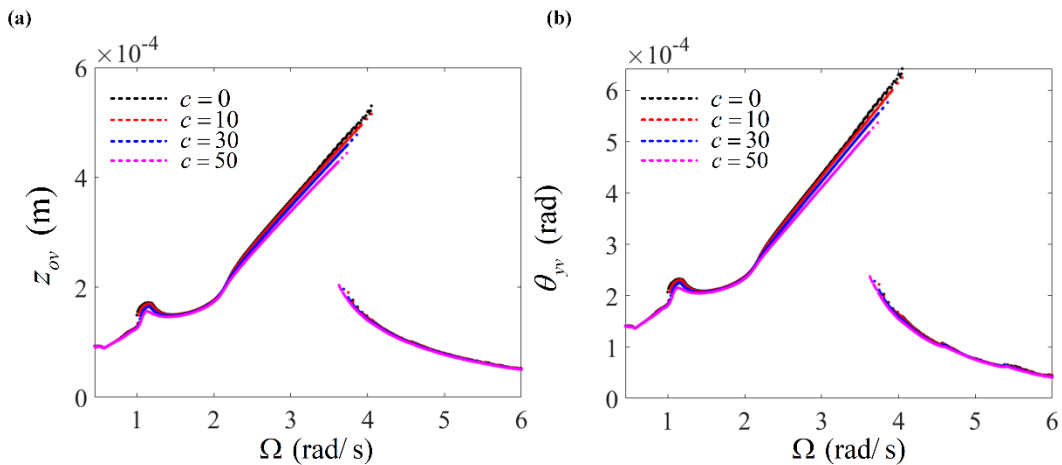 (a)
×10⁻⁴
6
4
2
0
c = 0
c = 10
c = 30
c = 50
z_ov (m)
1 2 3 4 5 6
Ω (rad/ s)
(b)
×10⁻⁴
6
5
4
3
2
1
0
c = 0
c = 10
c = 30
c = 50
θ_yv (rad)
1 2 3 4 5 6
Ω (rad/ s)